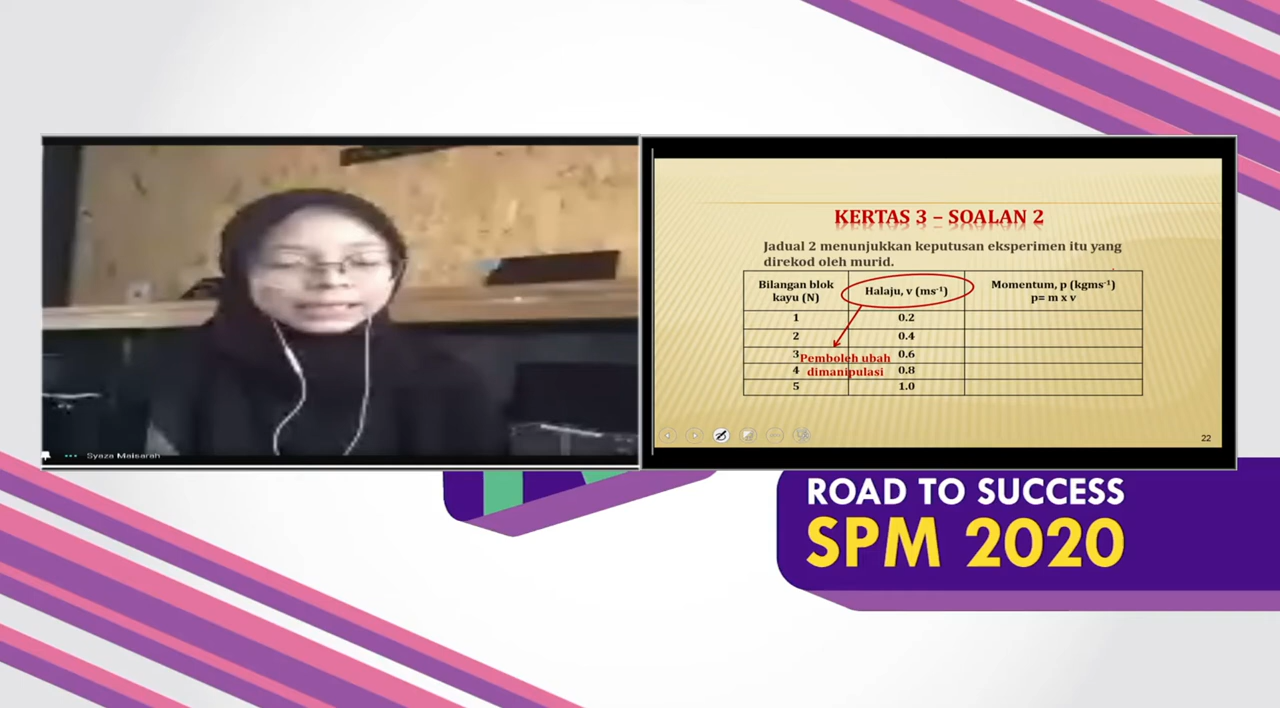 Syaza Maisarah
KERTAS 3 – SOALAN 2
Jadual 2 menunjukkan keputusan eksperimen itu yang
direkod oleh murid.
Bilangan blok
kayu (N)
Halaju, v (ms⁻¹)
Momentum, p (kgms⁻¹)
p= m x v
1 0.2
2 0.4
3 0.6
4 0.8
5 1.0
Pemboleh ubah
dimanipulasi
22
ROAD TO SUCCESS
SPM 2020